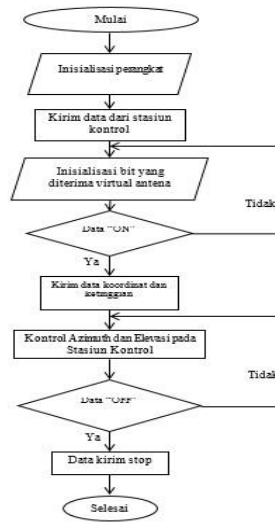 Mulai
Inisialisasi perangkat
Kirim data dari stasiun
kontrol
Inisialisasi bit yang
diterima virtual antena
Tidak
Data "ON"
Ya
Kirim data koordinat dan
ketinggian
Kontrol Azimuth dan Elevasi pada
Stasiun Kontrol
Tidak
Data "OFF"
Ya
Data kirim stop
Selesai